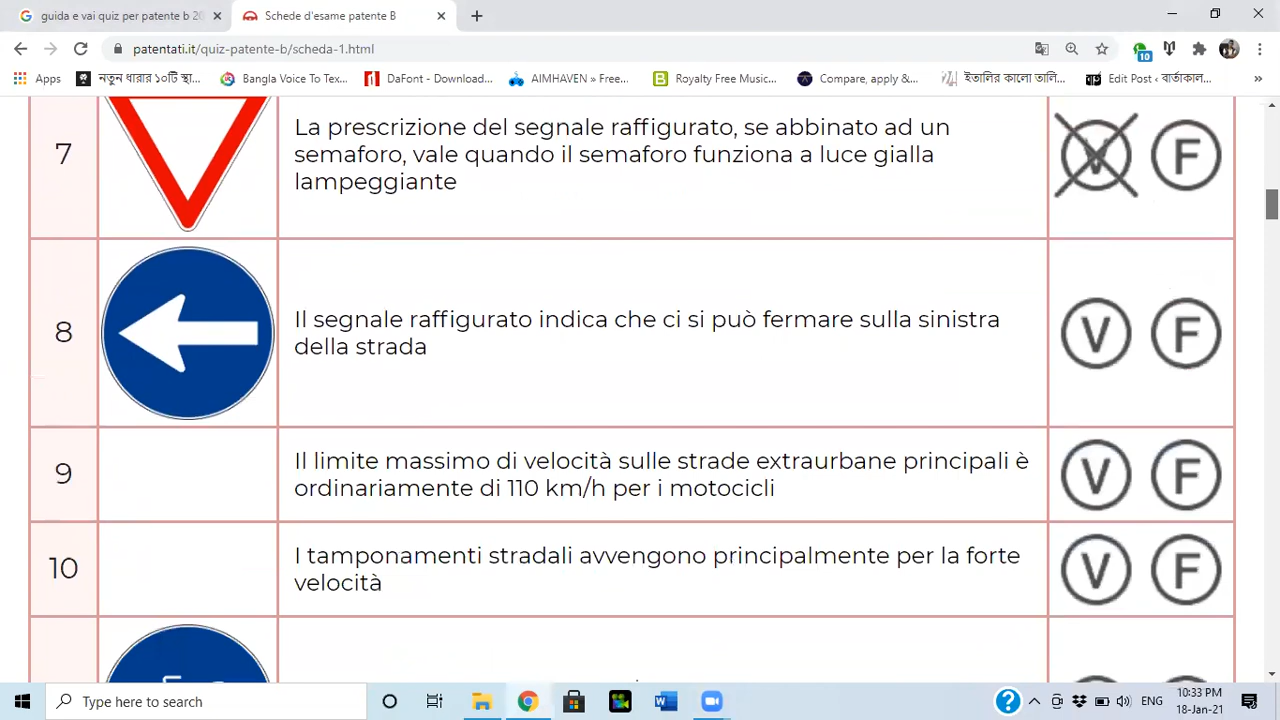 guida e vai quiz per patente b 20
Schede d'esame patente B
patentati.it/quiz-patente-b/scheda-1.html
10
Apps
নতুন ধারার ১০টি স্থা...
Bangla Voice To Tex...
DaFont - Download...
AIMHAVEN » Free...
Royalty Free Music...
Compare, apply &...
ইতালির কালো তালি...
Edit Post ‹ বার্তাকাল...
7
La prescrizione del segnale raffigurato, se abbinato ad un
semaforo, vale quando il semaforo funziona a luce gialla
lampeggiante
V F
8
Il segnale raffigurato indica che ci si può fermare sulla sinistra
della strada
V F
9
Il limite massimo di velocità sulle strade extraurbane principali è
ordinariamente di 110 km/h per i motocicli
V F
10
I tamponamenti stradali avvengono principalmente per la forte
velocità
V F
Type here to search
ENG
10:33 PM
18-Jan-21